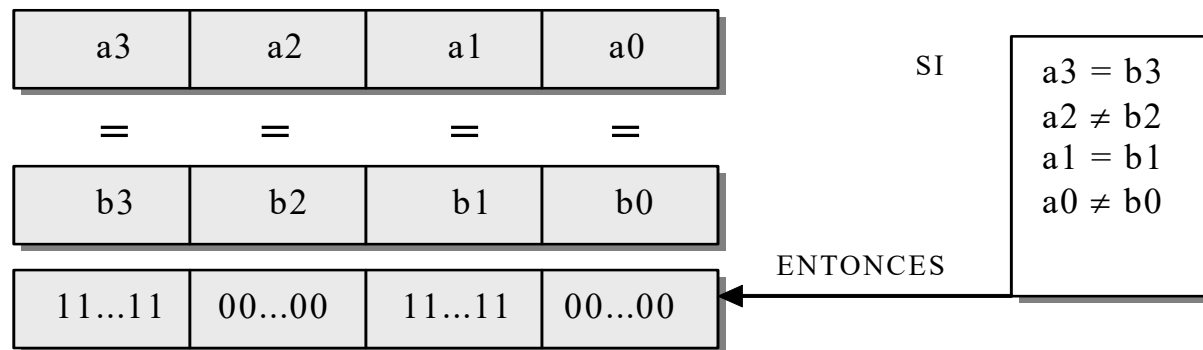 a3 a2 a1 a0
= = = =
b3 b2 b1 b0
11...11 00...00 11...11 00...00
SI
a3 = b3
a2 ≠ b2
a1 = b1
a0 ≠ b0
ENTONCES